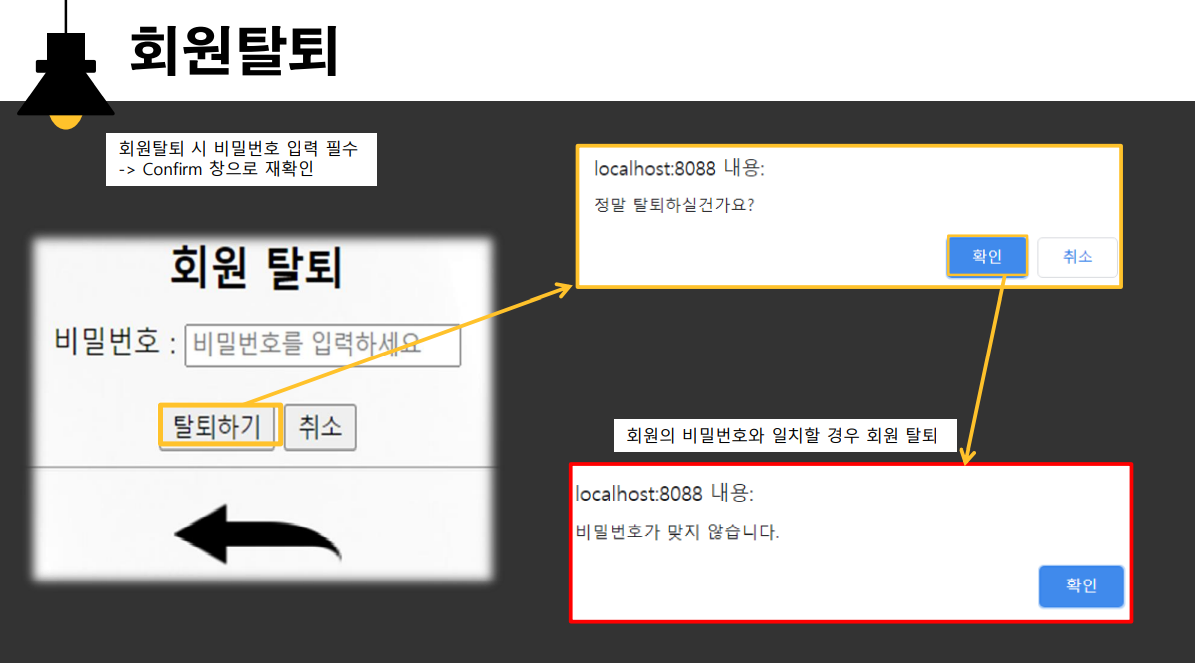 회원탈퇴
회원탈퇴 시 비밀번호 입력 필수
-> Confirm 창으로 재확인
회원 탈퇴
비밀번호 : 비밀번호를 입력하세요
탈퇴하기 취소
localhost:8088 내용:
정말 탈퇴하실건가요?
확인 취소
회원의 비밀번호와 일치할 경우 회원 탈퇴
localhost:8088 내용:
비밀번호가 맞지 않습니다.
확인